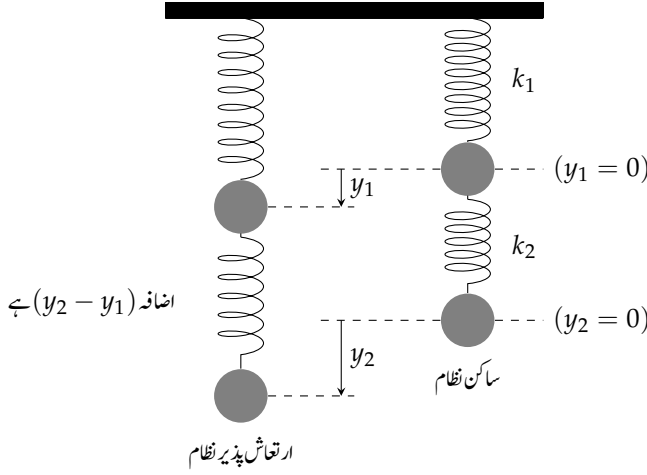 k₁
(y₁ = 0)
y₁
k₂
اضافہ (y₂ − y₁) ہے
(y₂ = 0)
y₂
ساکن نظام
ارتعاش پذیر نظام